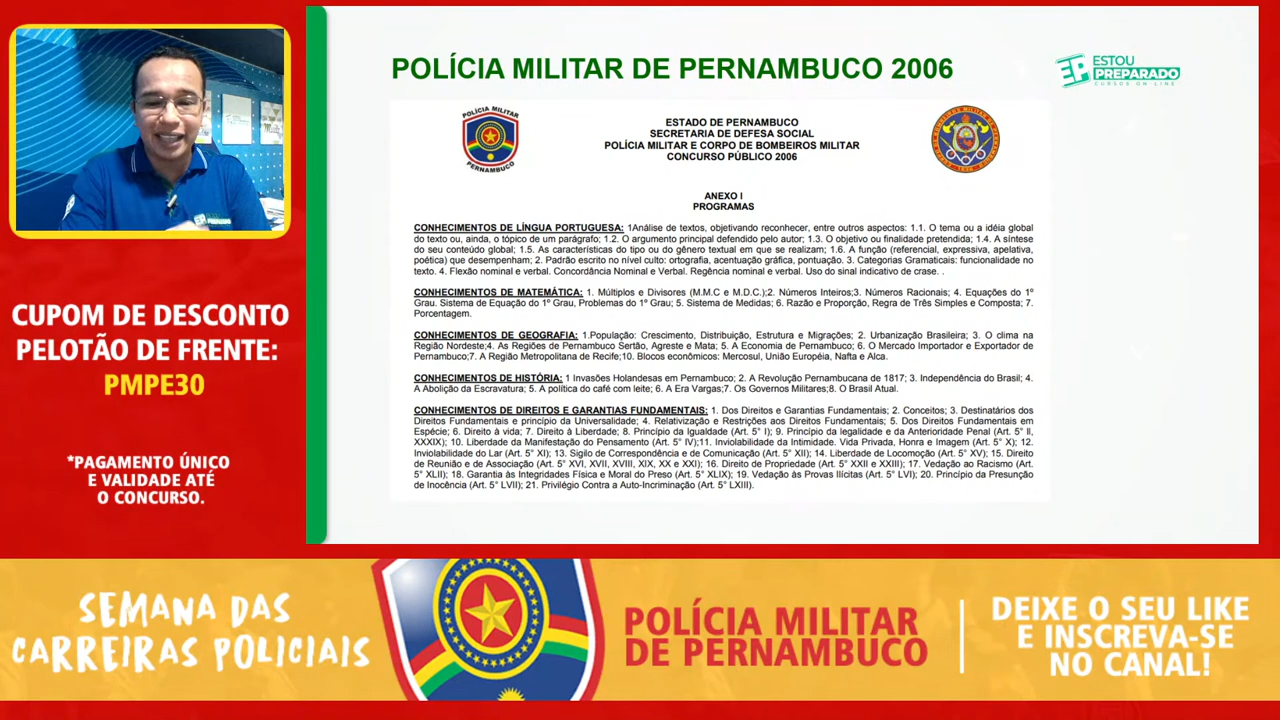 CUPOM DE DESCONTO
PELOTÃO DE FRENTE:
PMPE30
*PAGAMENTO ÚNICO
E VALIDADE ATÉ
O CONCURSO.
POLÍCIA MILITAR DE PERNAMBUCO 2006
ESTOU
PREPARADO
CURSOS ON LINE
POLÍCIA MILITAR
PERNAMBUCO
ESTADO DE PERNAMBUCO
SECRETARIA DE DEFESA SOCIAL
POLÍCIA MILITAR E CORPO DE BOMBEIROS MILITAR
CONCURSO PÚBLICO 2006
ANEXO I
PROGRAMAS
CONHECIMENTOS DE LÍNGUA PORTUGUESA: 1Análise de textos, objetivando reconhecer, entre outros aspectos: 1.1. O tema ou a idéia global
do texto ou, ainda, o tópico de um parágrafo; 1.2. O argumento principal defendido pelo autor; 1.3. O objetivo ou finalidade pretendida; 1.4. A síntese
do seu conteúdo global; 1.5. As características do tipo ou do gênero textual em que se realizam; 1.6. A função (referencial, expressiva, apelativa,
poética) que desempenham; 2. Padrão escrito no nível culto: ortografia, acentuação gráfica, pontuação. 3. Categorias Gramaticais: funcionalidade no
texto. 4. Flexão nominal e verbal. Concordância Nominal e Verbal. Regência nominal e verbal. Uso do sinal indicativo de crase. .
CONHECIMENTOS DE MATEMÁTICA: 1. Múltiplos e Divisores (M.M.C e M.D.C.);2. Números Inteiros;3. Números Racionais; 4. Equações do 1º
Grau. Sistema de Equação do 1º Grau, Problemas do 1º Grau; 5. Sistema de Medidas; 6. Razão e Proporção, Regra de Três Simples e Composta; 7.
Porcentagem.
CONHECIMENTOS DE GEOGRAFIA: 1.População: Crescimento, Distribuição, Estrutura e Migrações; 2. Urbanização Brasileira; 3. O clima na
Região Nordeste;4. As Regiões de Pernambuco Sertão, Agreste e Mata; 5. A Economia de Pernambuco; 6. O Mercado Importador e Exportador de
Pernambuco;7. A Região Metropolitana de Recife;10. Blocos econômicos: Mercosul, União Européia, Nafta e Alca.
CONHECIMENTOS DE HISTÓRIA: 1 Invasões Holandesas em Pernambuco; 2. A Revolução Pernambucana de 1817; 3. Independência do Brasil; 4.
A Abolição da Escravatura; 5. A política do café com leite; 6. A Era Vargas;7. Os Governos Militares;8. O Brasil Atual.
CONHECIMENTOS DE DIREITOS E GARANTIAS FUNDAMENTAIS: 1. Dos Direitos e Garantias Fundamentais; 2. Conceitos; 3. Destinatários dos
Direitos Fundamentais e princípio da Universalidade; 4. Relativização e Restrições aos Direitos Fundamentais; 5. Dos Direitos Fundamentais em
Espécie; 6. Direito à vida; 7. Direito à Liberdade; 8. Princípio da Igualdade (Art. 5° I); 9. Princípio da legalidade e da Anterioridade Penal (Art. 5° II,
XXXIX); 10. Liberdade da Manifestação do Pensamento (Art. 5° IV);11. Inviolabilidade da Intimidade. Vida Privada, Honra e Imagem (Art. 5° X); 12.
Inviolabilidade do Lar (Art. 5° XI); 13. Sigilo de Correspondência e de Comunicação (Art. 5° XII); 14. Liberdade de Locomoção (Art. 5° XV); 15. Direito
de Reunião e de Associação (Art. 5° XVI, XVII, XVIII, XIX, XX e XXI); 16. Direito de Propriedade (Art. 5° XXII e XXIII); 17. Vedação ao Racismo (Art.
5° XLII); 18. Garantia às Integridades Física e Moral do Preso (Art. 5° XLIX); 19. Vedação às Provas Ilícitas (Art. 5° LVI); 20. Princípio da Presunção
de Inocência (Art. 5° LVII); 21. Privilégio Contra a Auto-Incriminação (Art. 5° LXIII).
SEMANA DAS
CARREIRAS POLICIAIS
POLÍCIA MILITAR
DE PERNAMBUCO
DEIXE O SEU LIKE
E INSCREVA-SE
NO CANAL!